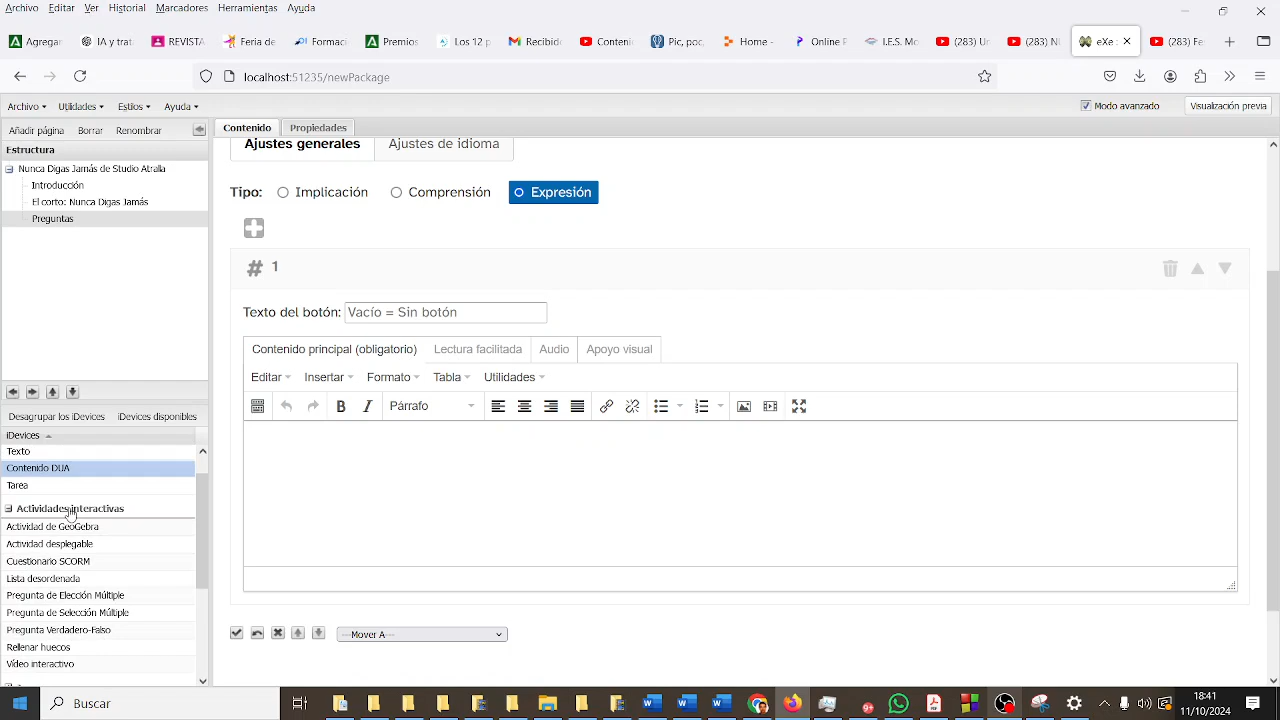 Archivo Editar Ver Historial Marcadores Herramientas Ayuda
Agregar IA y trat REVISTA Feria de Formaci Premios Los 12 p Recibid Conteni Pic, poc Home - Online F I.E.S. Mo (283) Ur (283) N eXe : (283) Fe
localhost:51235/newPackage
Archivo Utilidades Estilos Ayuda Modo avanzado Visualización previa
Añadir página Borrar Renombrar
Contenido Propiedades
Estructura
Ajustes generales Ajustes de idioma
Nunca Digas Jamás de Studio Atralla
Introducción
El corto: Nunca Digas Jamás
Preguntas
Tipo: Implicación Comprensión Expresión
# 1
Texto del botón: Vacío = Sin botón
Contenido principal (obligatorio) Lectura facilitada Audio Apoyo visual
Editar Insertar Formato Tabla Utilidades
B I Párrafo
Desagrupar los iDevices iDevices disponibles
iDevices
Texto
Contenido DUA
Tarea
Actividades interactivas
Actividad de GeoGebra
Actividad desplegable
Cuestionario SCORM
Lista desordenada
Pregunta de Elección Múltiple
Pregunta de Selección Múltiple
Pregunta Verdadero-Falso
Rellenar huecos
Vídeo interactivo
---Mover A---
Buscar
18:41
11/10/2024